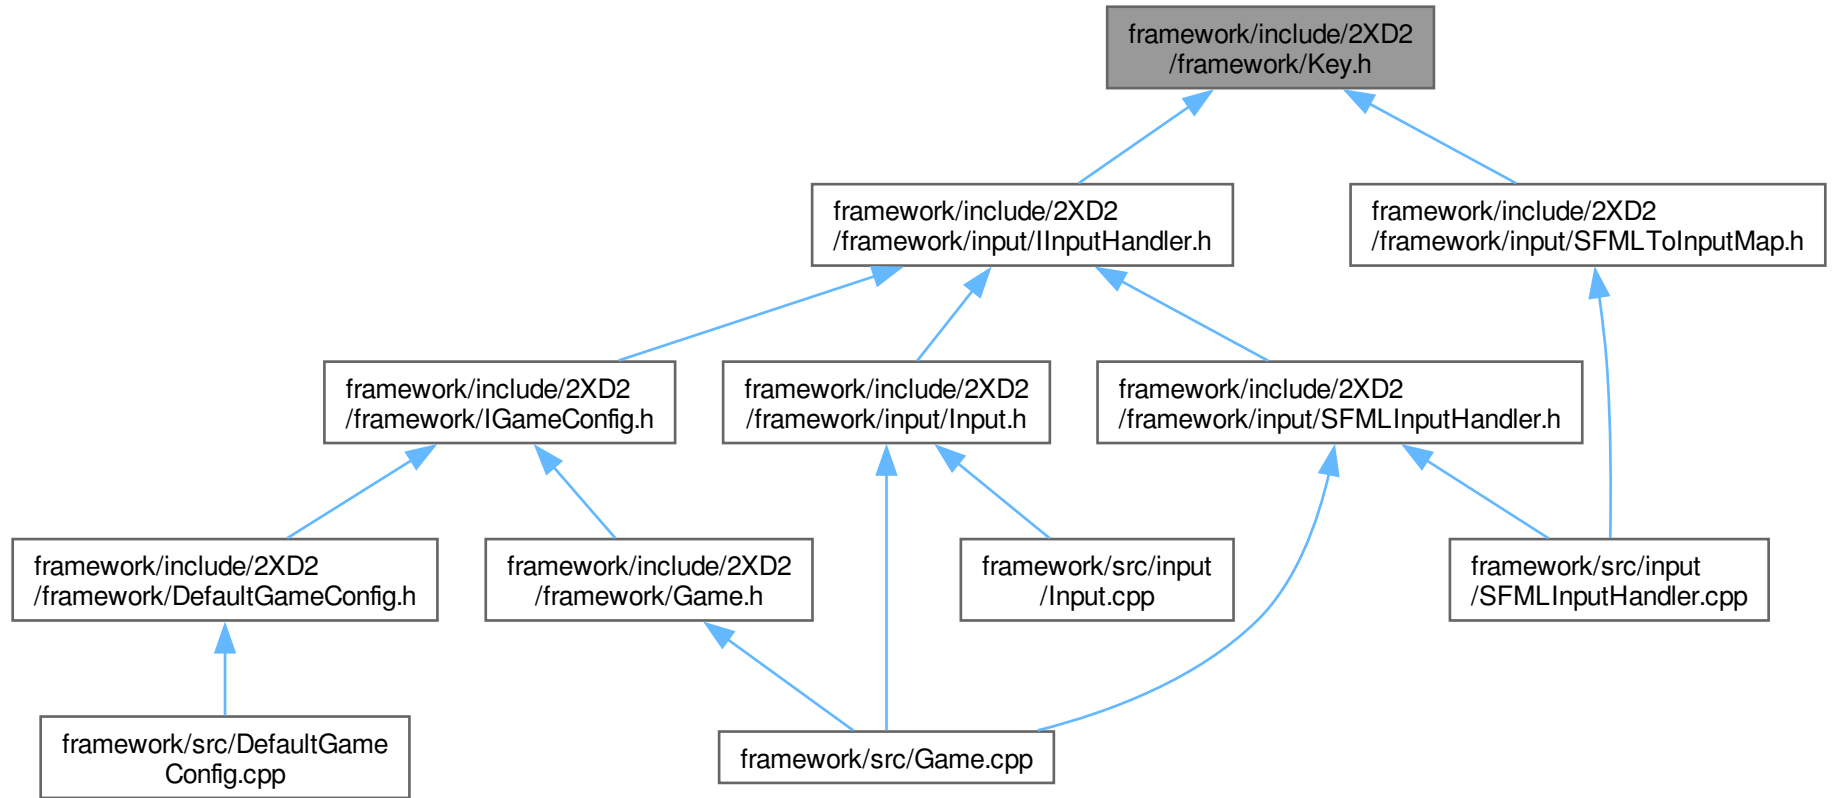 framework/include/2XD2
/framework/Key.h
framework/include/2XD2
/framework/input/IInputHandler.h
framework/include/2XD2
/framework/input/SFMLToInputMap.h
framework/include/2XD2
/framework/IGameConfig.h
framework/include/2XD2
/framework/input/Input.h
framework/include/2XD2
/framework/input/SFMLInputHandler.h
framework/include/2XD2
/framework/DefaultGameConfig.h
framework/include/2XD2
/framework/Game.h
framework/src/input
/Input.cpp
framework/src/input
/SFMLInputHandler.cpp
framework/src/DefaultGame
Config.cpp
framework/src/Game.cpp